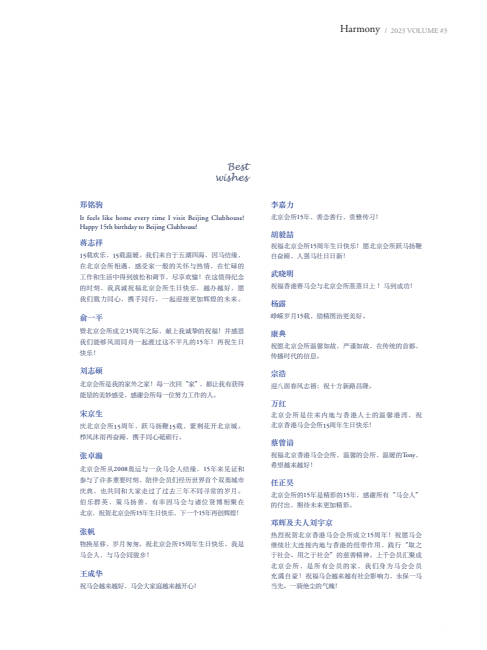 Harmony / 2023 VOLUME #3
Best
wishes
郑铭驹
It feels like home every time I visit Beijing Clubhouse!
Happy 15th birthday to Beijing Clubhouse!
蒋志祥
15载欢乐，15载温暖。我们来自于五湖四海，因马结缘，
在北京会所相遇，感受家一般的关怀与热情，在忙碌的
工作和生活中得到放松和调节，尽享欢愉！在这值得纪念
的时刻，我真诚祝福北京会所生日快乐，越办越好，愿
我们戮力同心，携手同行，一起迎接更加辉煌的未来。
俞一平
暨北京会所成立15周年之际，献上我诚挚的祝福！并感恩
我们能够风雨同舟一起渡过这不平凡的15年！再祝生日
快乐！
刘志硕
北京会所是我的家外之家！每一次回“家”，都让我有获得
能量的美妙感受，感谢会所每一位努力工作的人。
宋京生
庆北京会所15周年，跃马扬鞭15载，紫荆花开北京城，
栉风沐雨再奋蹄，携手同心砥砺行。
张卓瀚
北京会所从2008奥运与一众马会人结缘，15年来见证和
参与了许多重要时刻，陪伴会员们经历世界首个双奥城市
庆典，也共同和大家走过了过去三年不同寻常的岁月。
伯乐群英，策马扬善，有幸因马会与诸位贤博相聚在
北京，祝贺北京会所15年生日快乐，下一个15年再创辉煌！
张帆
物换星移，岁月匆匆，祝北京会所15周年生日快乐，我是
马会人，与马会同骏步！
王成华
祝马会越来越好，马会大家庭越来越开心！
李嘉力
北京会所15年，善念善行，贵雅传习！
胡毅喆
祝福北京会所15周年生日快乐！愿北京会所跃马扬鞭
自奋蹄，人强马壮日日新！
武晓明
祝福香港赛马会与北京会所蒸蒸日上！马到成功！
杨露
峥嵘岁月15载，励精图治更美好。
康典
祝愿北京会所温馨如故、严谨如故，在传统的首都，
传播时代的信息。
宗浩
迎八面春风志禧；祝十方新路昌隆。
万红
北京会所是往来内地与香港人士的温馨港湾，祝
北京香港马会会所15周年生日快乐！
蔡曾谙
祝福北京香港马会会所，温馨的会所，温暖的Tony，
希望越来越好！
任正昊
北京会所的15年是精彩的15年，感谢所有“马会人”
的付出，期待未来更加精彩。
邓辉及夫人刘宇京
热烈祝贺北京香港马会会所成立15周年！祝愿马会
继续壮大连接内地与香港的纽带作用，践行“取之
于社会，用之于社会”的慈善精神。上千会员汇聚成
北京会所，是所有会员的家，我们身为马会会员
充满自豪！祝福马会越来越有社会影响力，永保一马
当先、一骑绝尘的气魄！